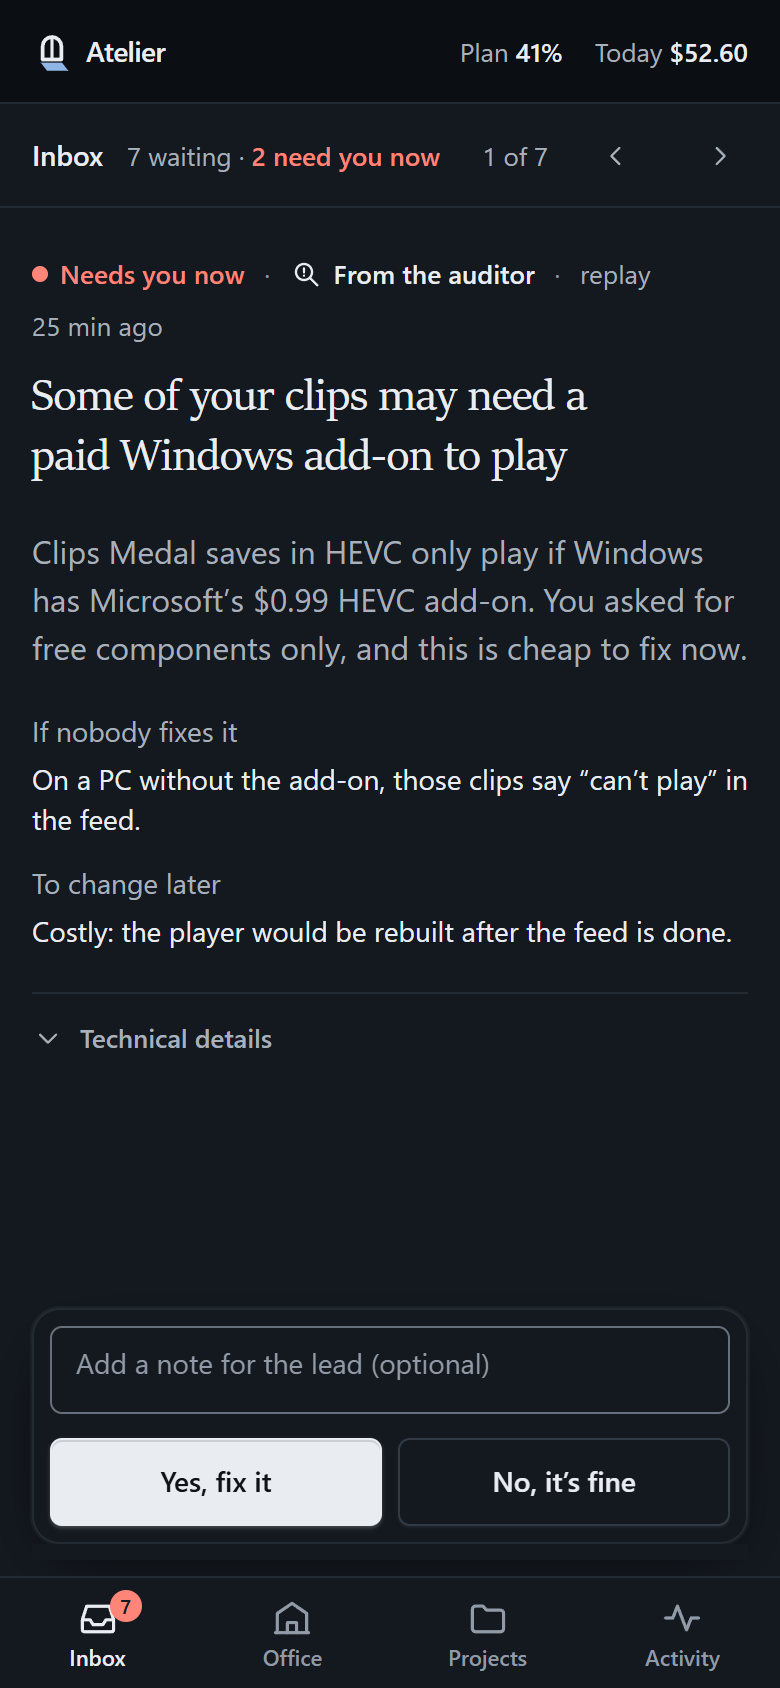 Atelier
Plan 41% Today $52.60
Inbox 7 waiting · 2 need you now 1 of 7
Needs you now · From the auditor · replay
25 min ago
Some of your clips may need a
paid Windows add-on to play
Clips Medal saves in HEVC only play if Windows
has Microsoft’s $0.99 HEVC add-on. You asked for
free components only, and this is cheap to fix now.
If nobody fixes it
On a PC without the add-on, those clips say “can’t play” in
the feed.
To change later
Costly: the player would be rebuilt after the feed is done.
Technical details
Add a note for the lead (optional)
Yes, fix it
No, it’s fine
7
Inbox
Office
Projects
Activity